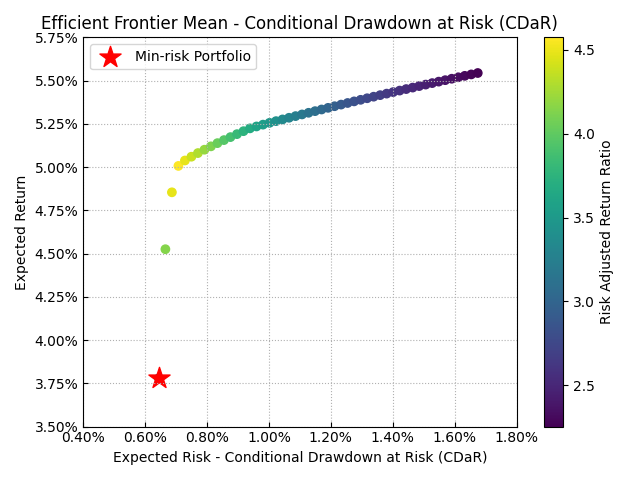 Efficient Frontier Mean - Conditional Drawdown at Risk (CDaR)
Min-risk Portfolio
Expected Return
5.75%
5.50%
5.25%
5.00%
4.75%
4.50%
4.25%
4.00%
3.75%
3.50%
0.40% 0.60% 0.80% 1.00% 1.20% 1.40% 1.60% 1.80%
Expected Risk - Conditional Drawdown at Risk (CDaR)
4.5
4.0
3.5
3.0
2.5
Risk Adjusted Return Ratio